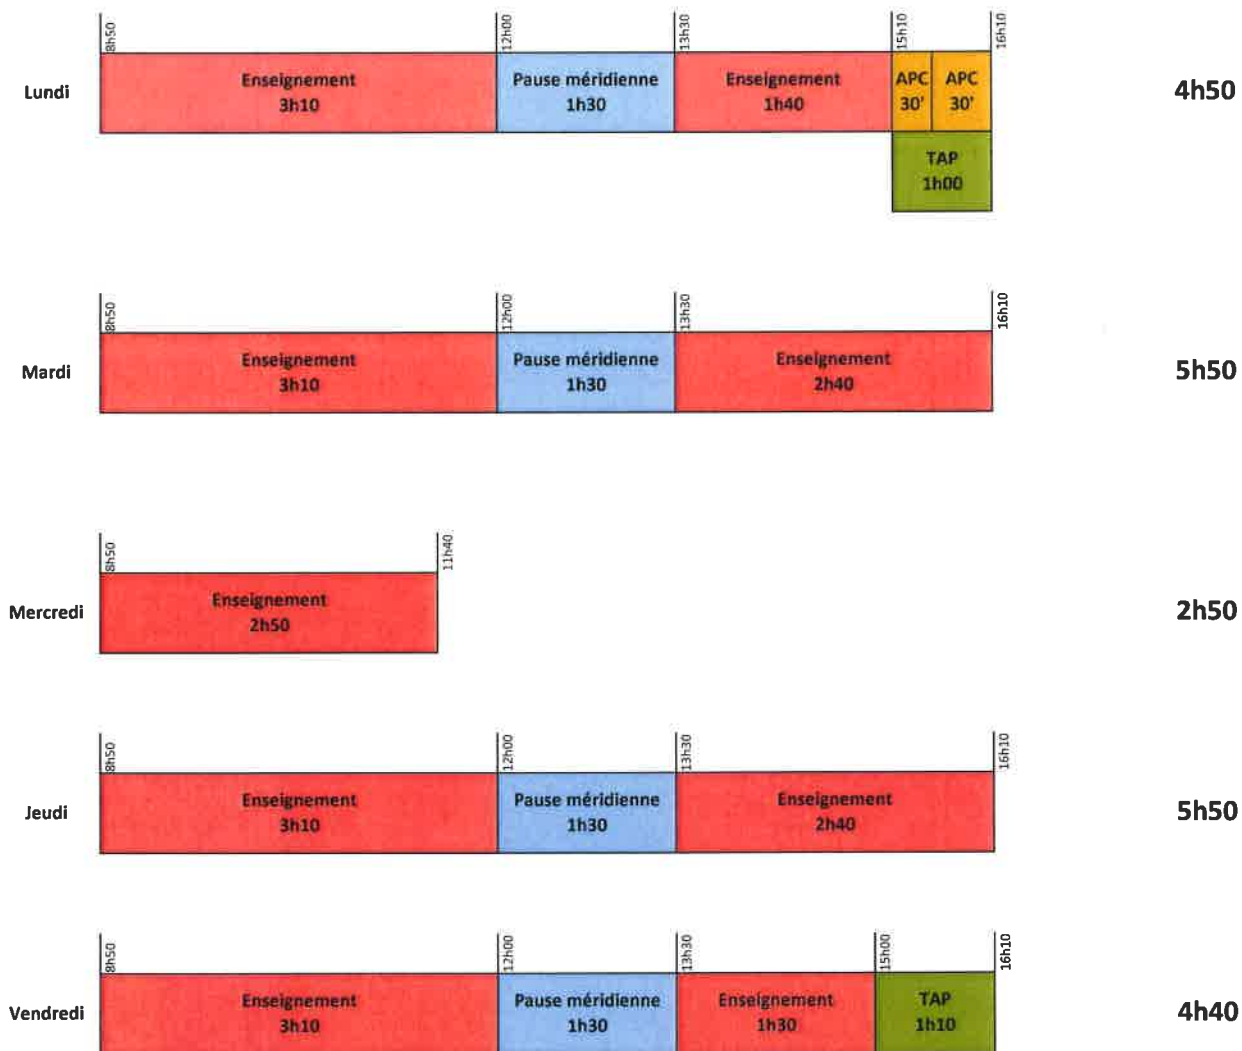 8h50
12h00
13h30
15h10
16h10
Lundi
Enseignement
3h10
Pause méridienne
1h30
Enseignement
1h40
APC
30'
APC
30'
4h50
TAP
1h00
8h50
12h00
13h30
16h10
Mardi
Enseignement
3h10
Pause méridienne
1h30
Enseignement
2h40
5h50
8h50
11h40
Mercredi
Enseignement
2h50
2h50
8h50
12h00
13h30
16h10
Jeudi
Enseignement
3h10
Pause méridienne
1h30
Enseignement
2h40
5h50
8h50
12h00
13h30
15h00
16h10
Vendredi
Enseignement
3h10
Pause méridienne
1h30
Enseignement
1h30
TAP
1h10
4h40